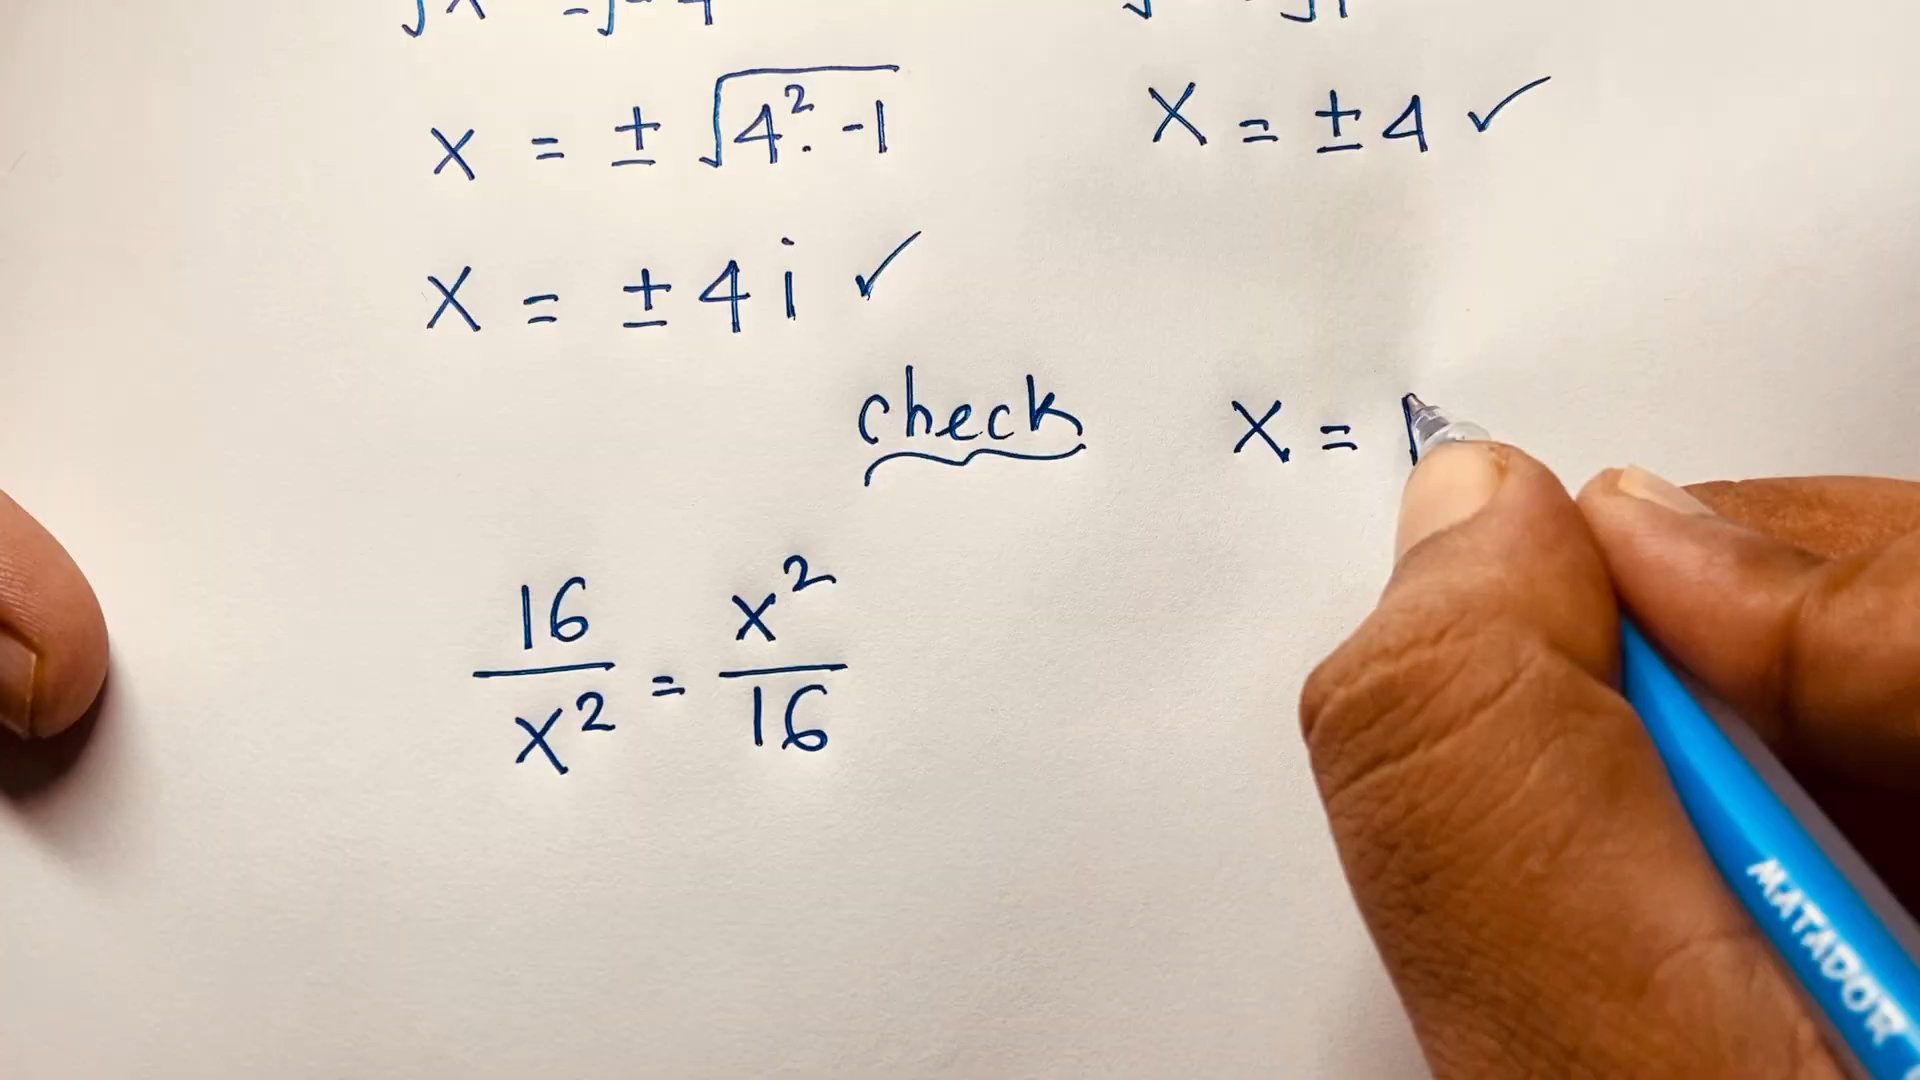 x = ± √4².-1
x = ±4 ✓
x = ±4i ✓
check
x =
16/x² = x²/16
MATADOR